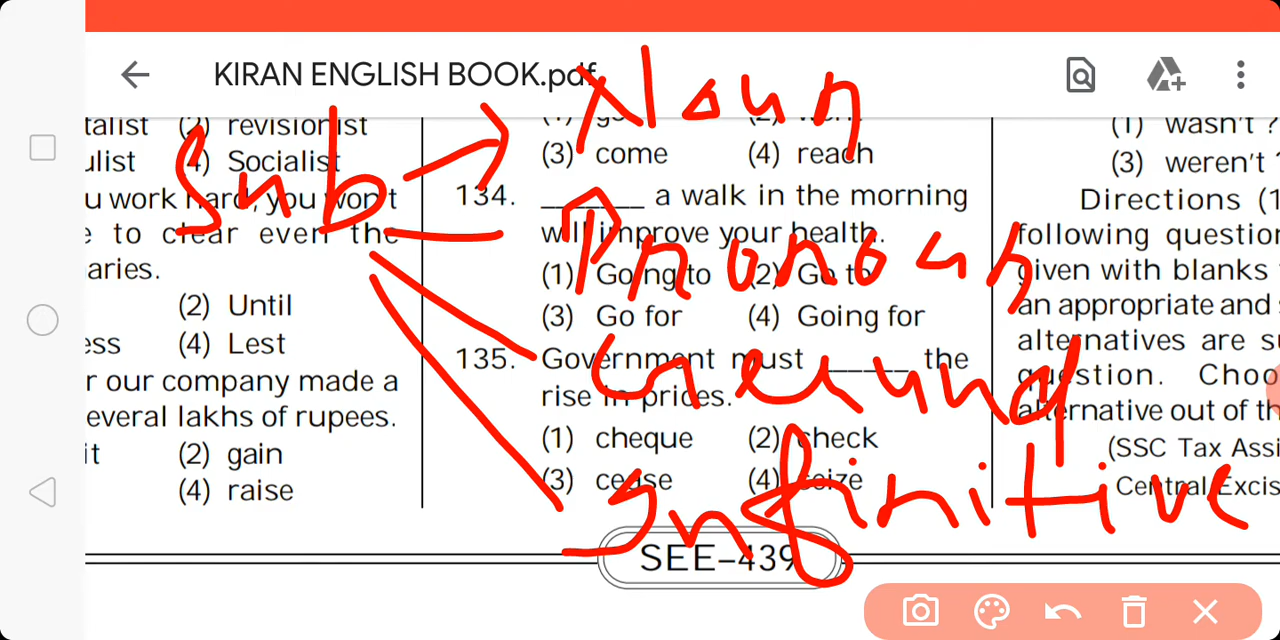 KIRAN ENGLISH BOOK.pdf
Sub
Noun
Pronoun
Gerund
Infinitive
talist (2) revisionist
ulist (4) Socialist
u work hard, you won't
e to clear even the
aries.
(2) Until
ess (4) Lest
r our company made a
everal lakhs of rupees.
it (2) gain
(4) raise
(1) go (2)
(3) come (4) reach
134. ______ a walk in the morning
will improve your health.
(1) Going to (2) Go to
(3) Go for (4) Going for
135. Government must ______ the
rise in prices.
(1) cheque (2) check
(3) cease (4) seize
(1) wasn't ?
(3) weren't ?
Directions (1
following question
given with blanks
an appropriate and s
alternatives are su
question. Choo
alternative out of th
(SSC Tax Assi
Central Excis
SEE–439